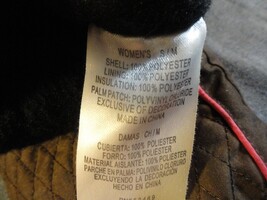 WOMEN'S S/M
SHELL: 100% POLYESTER
LINING: 100% POLYESTER
INSULATION: 100% POLYESTER
PALM PATCH: POLYVINYL CHLORIDE
EXCLUSIVE OF DECORATION
MADE IN CHINA
DAMAS CH/M
CUBIERTA: 100% POLIESTER
FORRO: 100% POLIESTER
MATERIAL AISLANTE: 100% POLIESTER
PARCHE EN PALMA: POLIVINILO CLORURO
EXCLUYENDO LA DECORACIÓN
HECHO EN CHINA